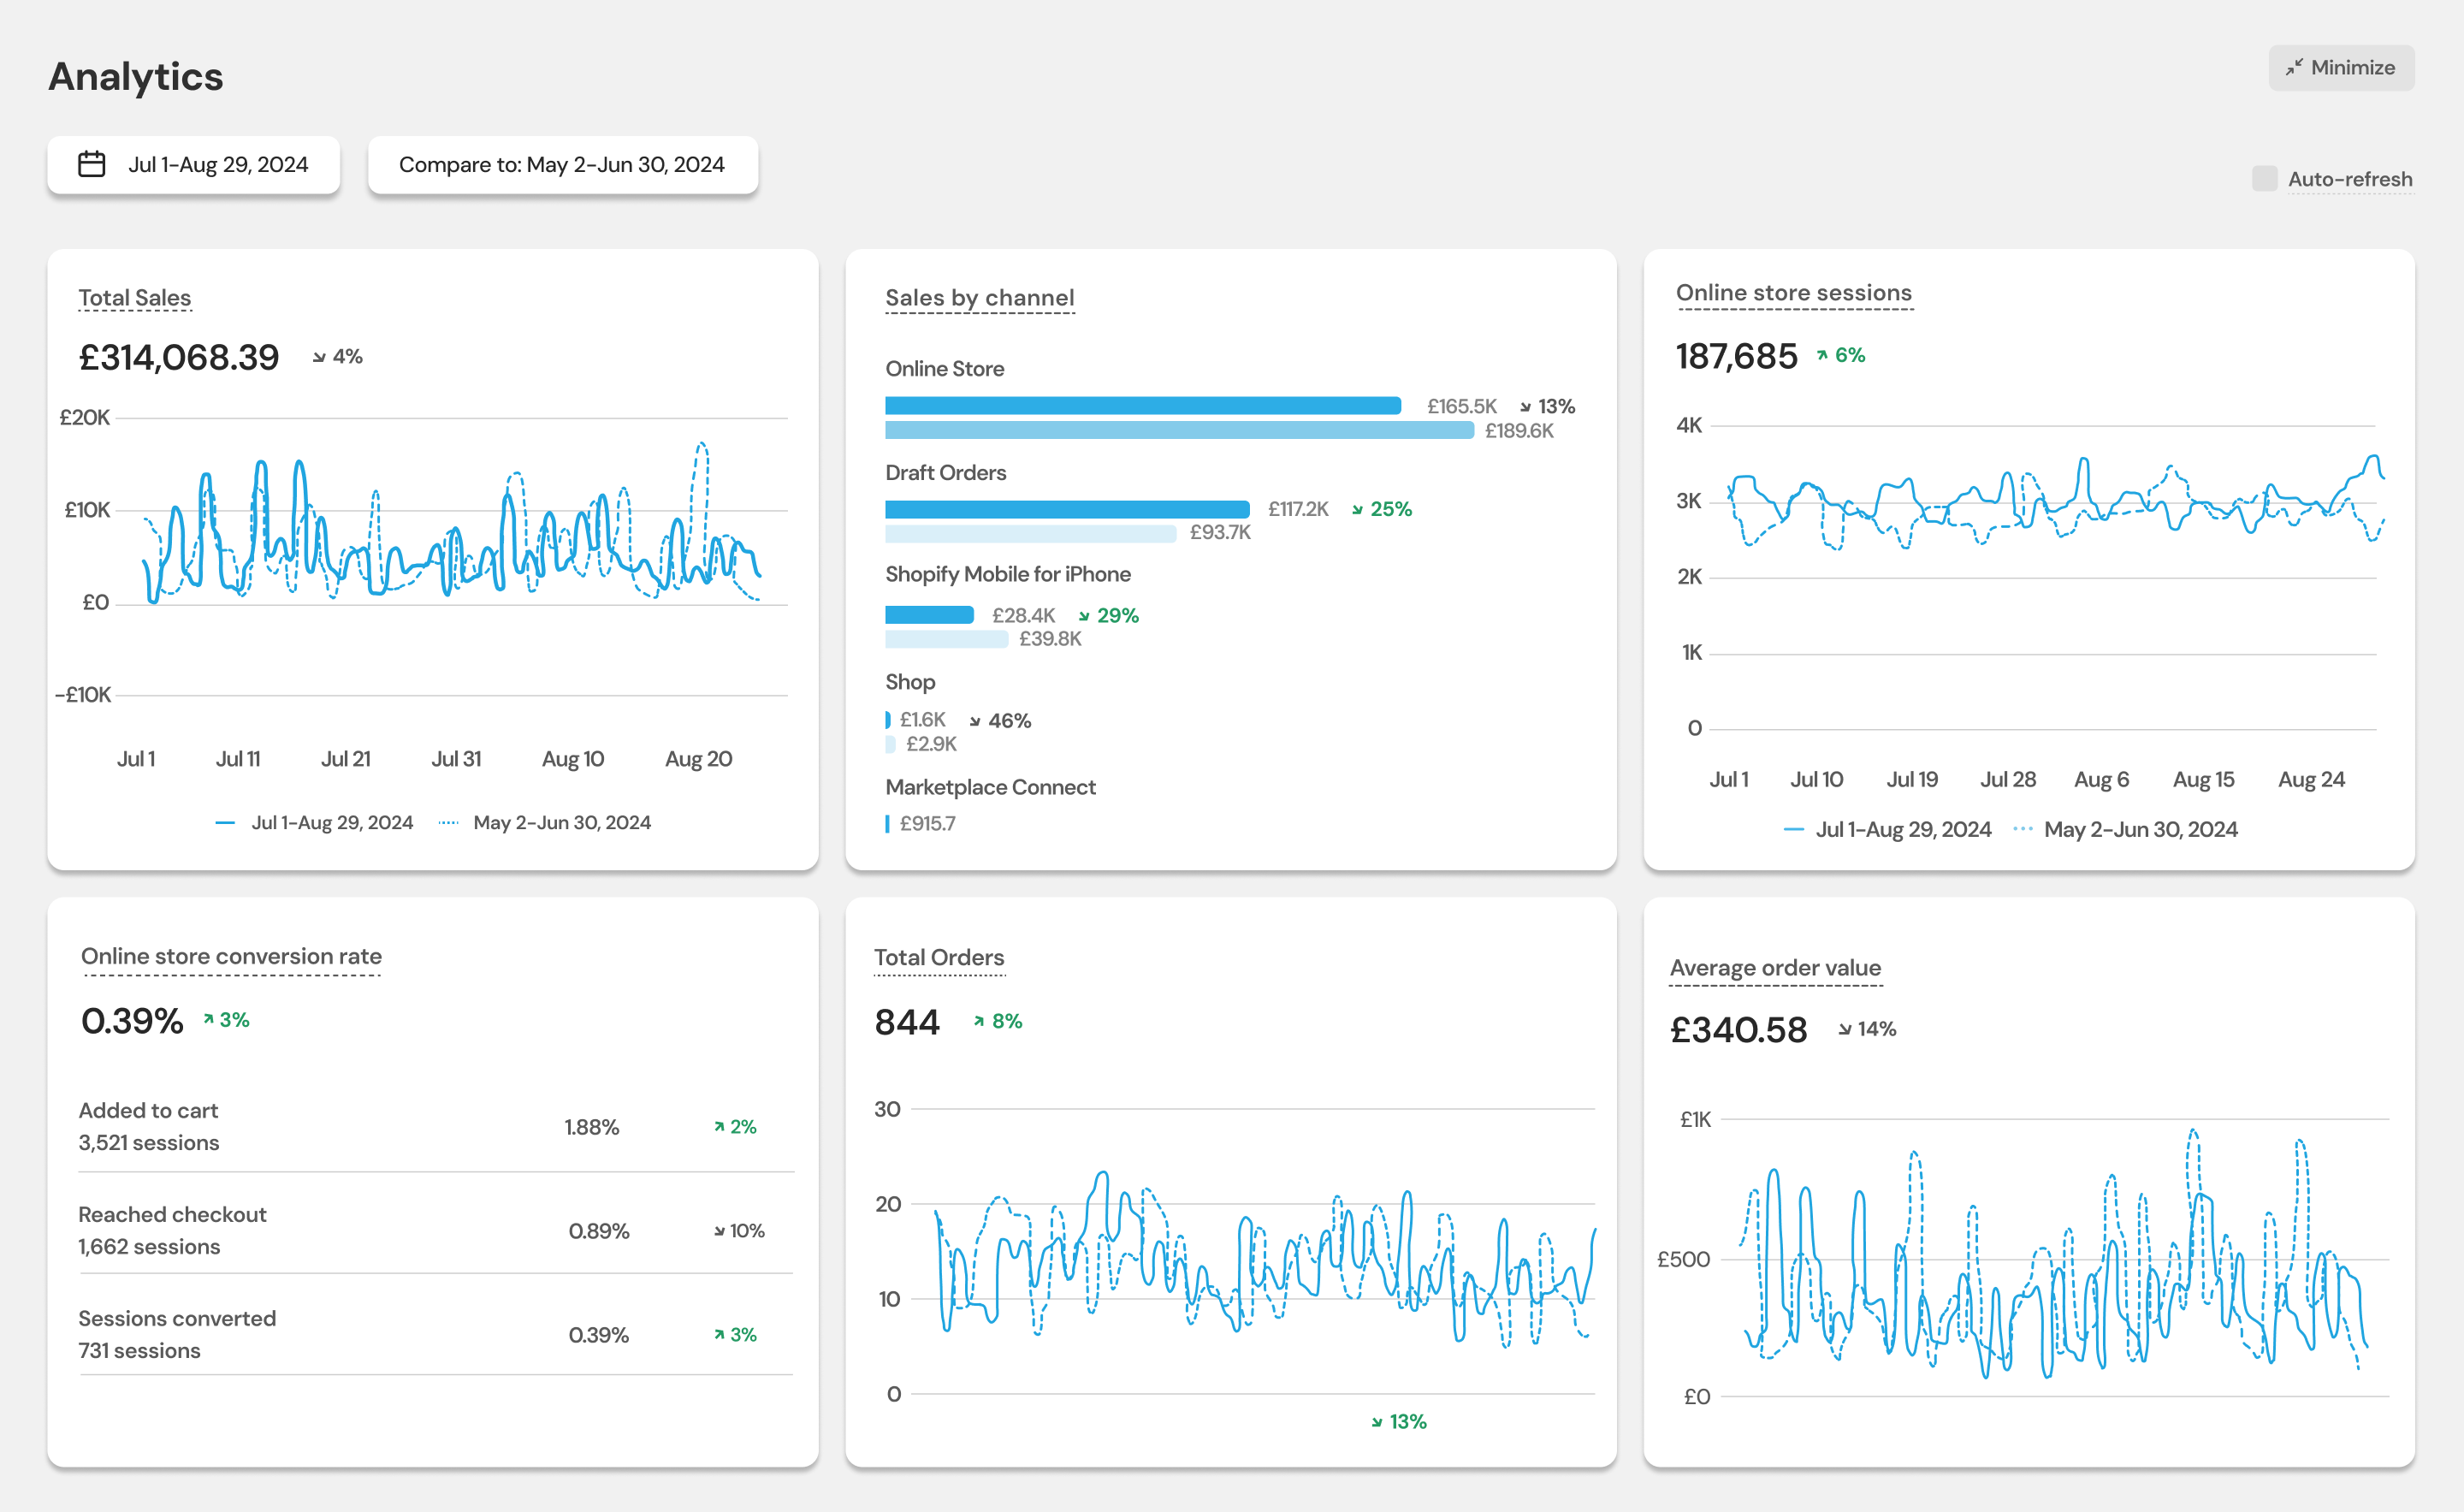 Analytics
Minimize
Jul 1-Aug 29, 2024
Compare to: May 2-Jun 30, 2024
Auto-refresh
Total Sales
£314,068.39 ↘ 4%
£20K
£10K
£0
-£10K
Jul 1 Jul 11 Jul 21 Jul 31 Aug 10 Aug 20
Jul 1-Aug 29, 2024 May 2-Jun 30, 2024
Sales by channel
Online Store
£165.5K ↘ 13%
£189.6K
Draft Orders
£117.2K ↘ 25%
£93.7K
Shopify Mobile for iPhone
£28.4K ↘ 29%
£39.8K
Shop
£1.6K ↘ 46%
£2.9K
Marketplace Connect
£915.7
Online store sessions
187,685 ↗ 6%
4K
3K
2K
1K
0
Jul 1 Jul 10 Jul 19 Jul 28 Aug 6 Aug 15 Aug 24
Jul 1-Aug 29, 2024 May 2-Jun 30, 2024
Online store conversion rate
0.39% ↗ 3%
Added to cart
3,521 sessions
1.88% ↗ 2%
Reached checkout
1,662 sessions
0.89% ↘ 10%
Sessions converted
731 sessions
0.39% ↗ 3%
Total Orders
844 ↗ 8%
30
20
10
0
↘ 13%
Average order value
£340.58 ↘ 14%
£1K
£500
£0